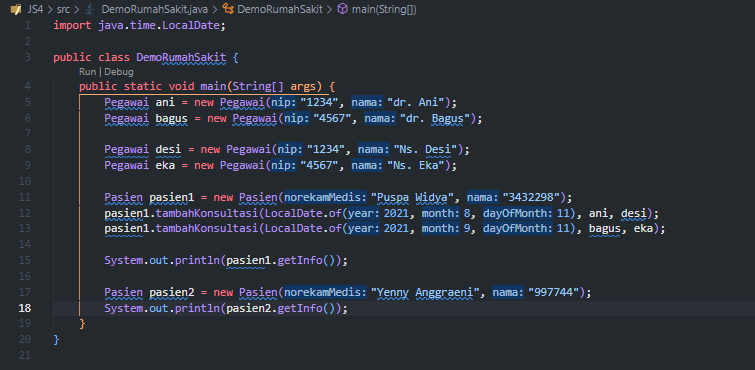 JS4 > src > DemoRumahSakit.java > DemoRumahSakit > main(String[])
1 import java.time.LocalDate;
2
3 public class DemoRumahSakit {
Run | Debug
4 public static void main(String[] args) {
5 Pegawai ani = new Pegawai(nip:"1234", nama:"dr. Ani");
6 Pegawai bagus = new Pegawai(nip:"4567", nama:"dr. Bagus");
7
8 Pegawai desi = new Pegawai(nip:"1234", nama:"Ns. Desi");
9 Pegawai eka = new Pegawai(nip:"4567", nama:"Ns. Eka");
10
11 Pasien pasien1 = new Pasien(norekamMedis:"Puspa Widya", nama:"3432298");
12 pasien1.tambahKonsultasi(LocalDate.of(year:2021, month:8, dayOfMonth:11), ani, desi);
13 pasien1.tambahKonsultasi(LocalDate.of(year:2021, month:9, dayOfMonth:11), bagus, eka);
14
15 System.out.println(pasien1.getInfo());
16
17 Pasien pasien2 = new Pasien(norekamMedis:"Yenny Anggraeni", nama:"997744");
18 System.out.println(pasien2.getInfo());
19 }
20 }
21